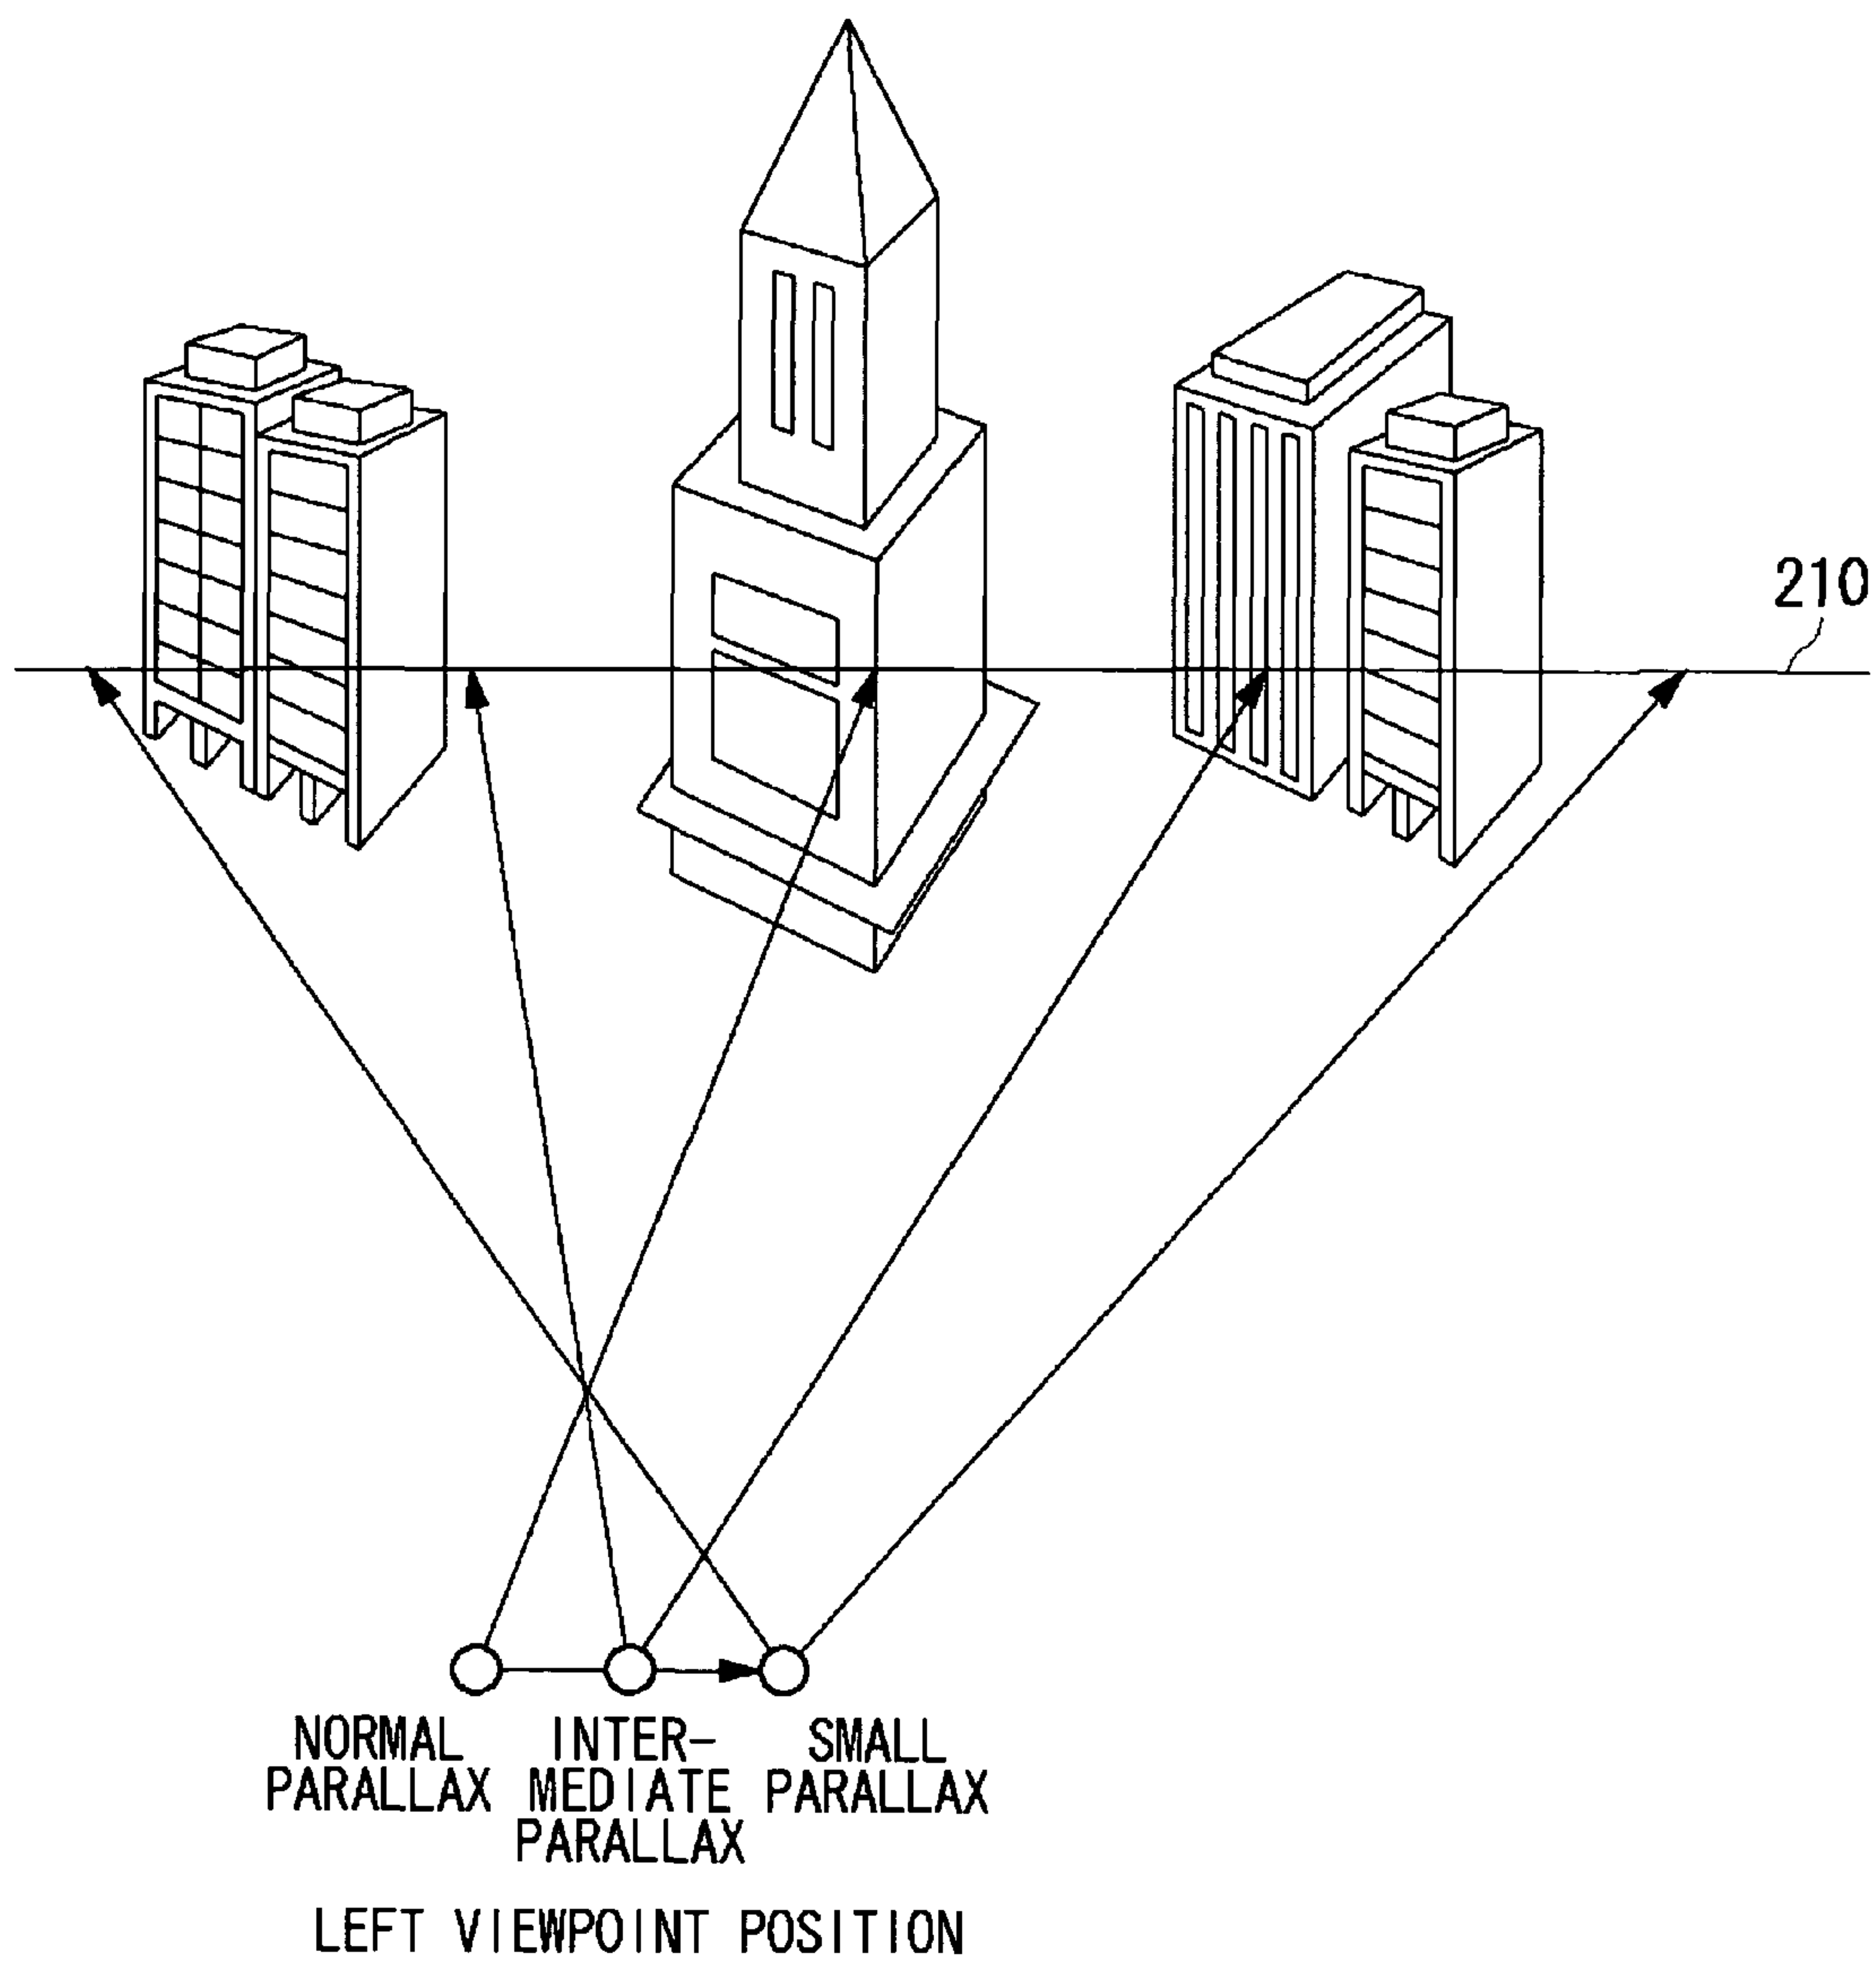 210
NORMAL PARALLAX
INTER-MEDIATE PARALLAX
SMALL PARALLAX
LEFT VIEWPOINT POSITION